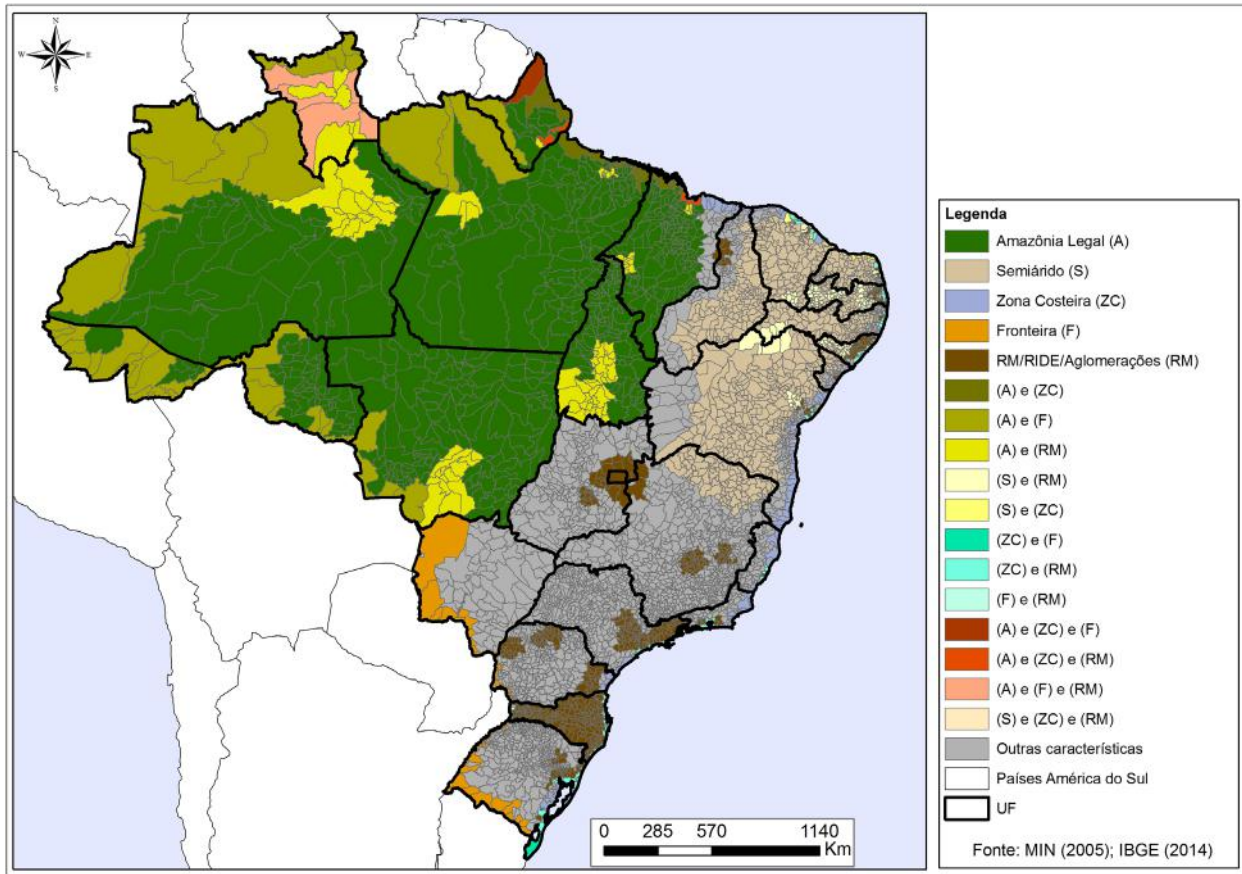 N
W E
S
Legenda
Amazônia Legal (A)
Semiárido (S)
Zona Costeira (ZC)
Fronteira (F)
RM/RIDE/Aglomerações (RM)
(A) e (ZC)
(A) e (F)
(A) e (RM)
(S) e (RM)
(S) e (ZC)
(ZC) e (F)
(ZC) e (RM)
(F) e (RM)
(A) e (ZC) e (F)
(A) e (ZC) e (RM)
(A) e (F) e (RM)
(S) e (ZC) e (RM)
Outras características
Países América do Sul
UF
Fonte: MIN (2005); IBGE (2014)
0 285 570 1140
Km